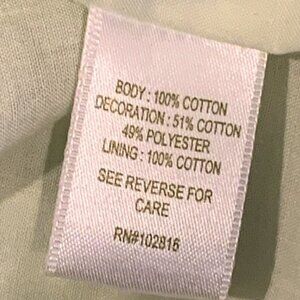 BODY : 100% COTTON
DECORATION : 51% COTTON
49% POLYESTER
LINING : 100% COTTON
SEE REVERSE FOR
CARE
RN#102816